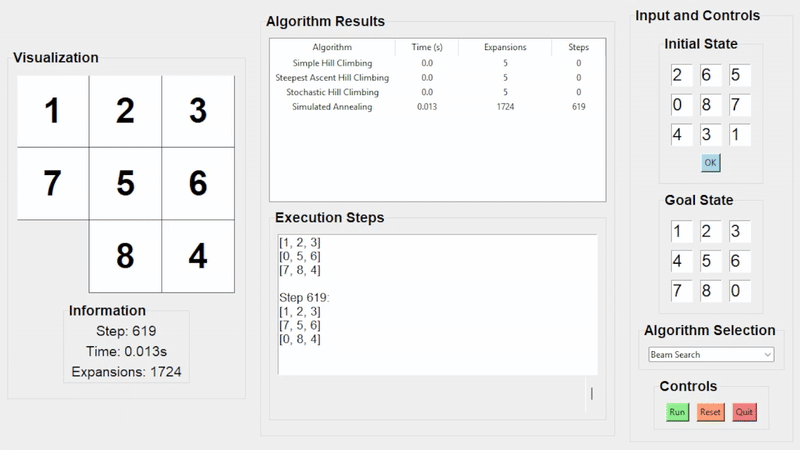 Visualization
1 2 3
7 5 6
8 4
Information
Step: 619
Time: 0.013s
Expansions: 1724
Algorithm Results
Algorithm Time (s) Expansions Steps
Simple Hill Climbing 0.0 5 0
Steepest Ascent Hill Climbing 0.0 5 0
Stochastic Hill Climbing 0.0 5 0
Simulated Annealing 0.013 1724 619
Execution Steps
[1, 2, 3]
[0, 5, 6]
[7, 8, 4]
Step 619:
[1, 2, 3]
[7, 5, 6]
[0, 8, 4]
Input and Controls
Initial State
2 6 5
0 8 7
4 3 1
OK
Goal State
1 2 3
4 5 6
7 8 0
Algorithm Selection
Beam Search
Controls
Run Reset Quit